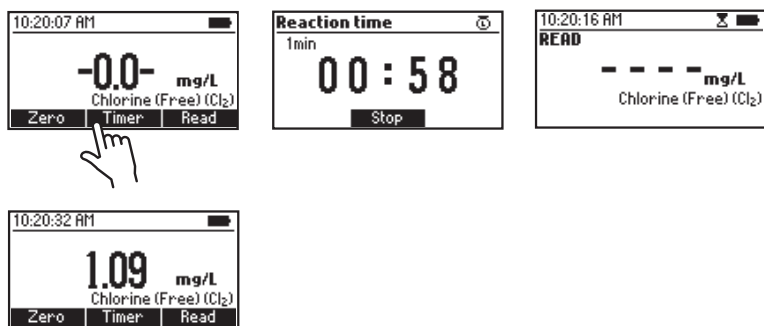 10:20:07 AM
-0.0- mg/L
Chlorine (Free) (Cl₂)
Zero Timer Read
Reaction time
1min
00:58
Stop
10:20:16 AM
READ
---- mg/L
Chlorine (Free) (Cl₂)
10:20:32 AM
1.09 mg/L
Chlorine (Free) (Cl₂)
Zero Timer Read